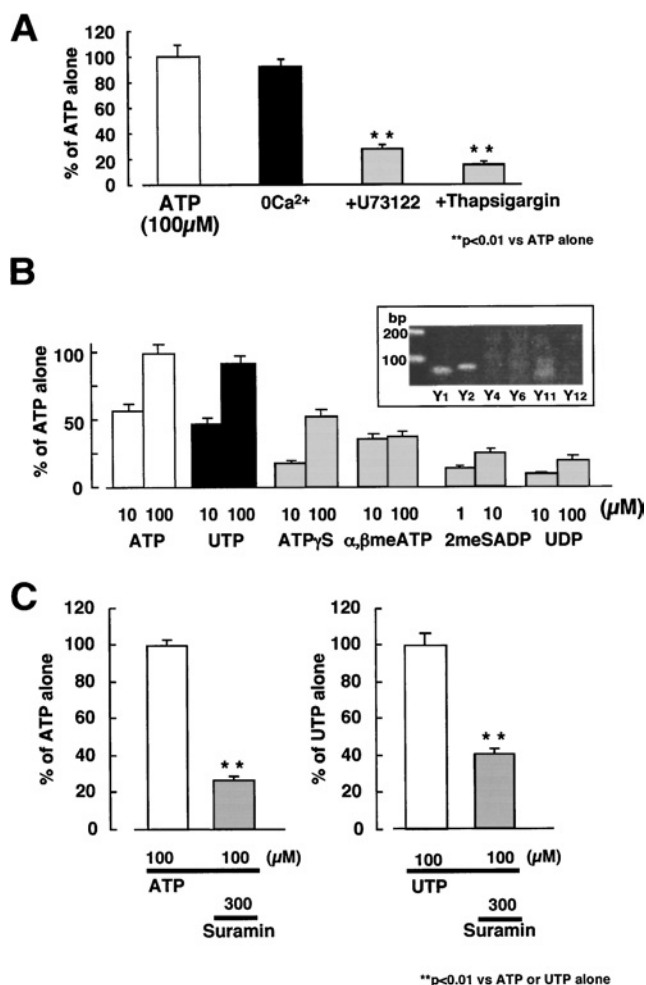 A
% of ATP alone
120
100
80
60
40
20
0
** **
ATP (100μM) 0Ca²⁺ +U73122 +Thapsigargin
**p<0.01 vs ATP alone
B
% of ATP alone
100
50
0
bp
200
100
Y1 Y2 Y4 Y6 Y11 Y12
10 100 10 100 10 100 10 100 1 10 10 100 (μM)
ATP UTP ATPγS α,βmeATP 2meSADP UDP
C
% of ATP alone
120
100
80
60
40
20
0
**
100 100 (μM)
ATP
300
Suramin
% of UTP alone
120
100
80
60
40
20
0
**
100 100 (μM)
UTP
300
Suramin
**p<0.01 vs ATP or UTP alone